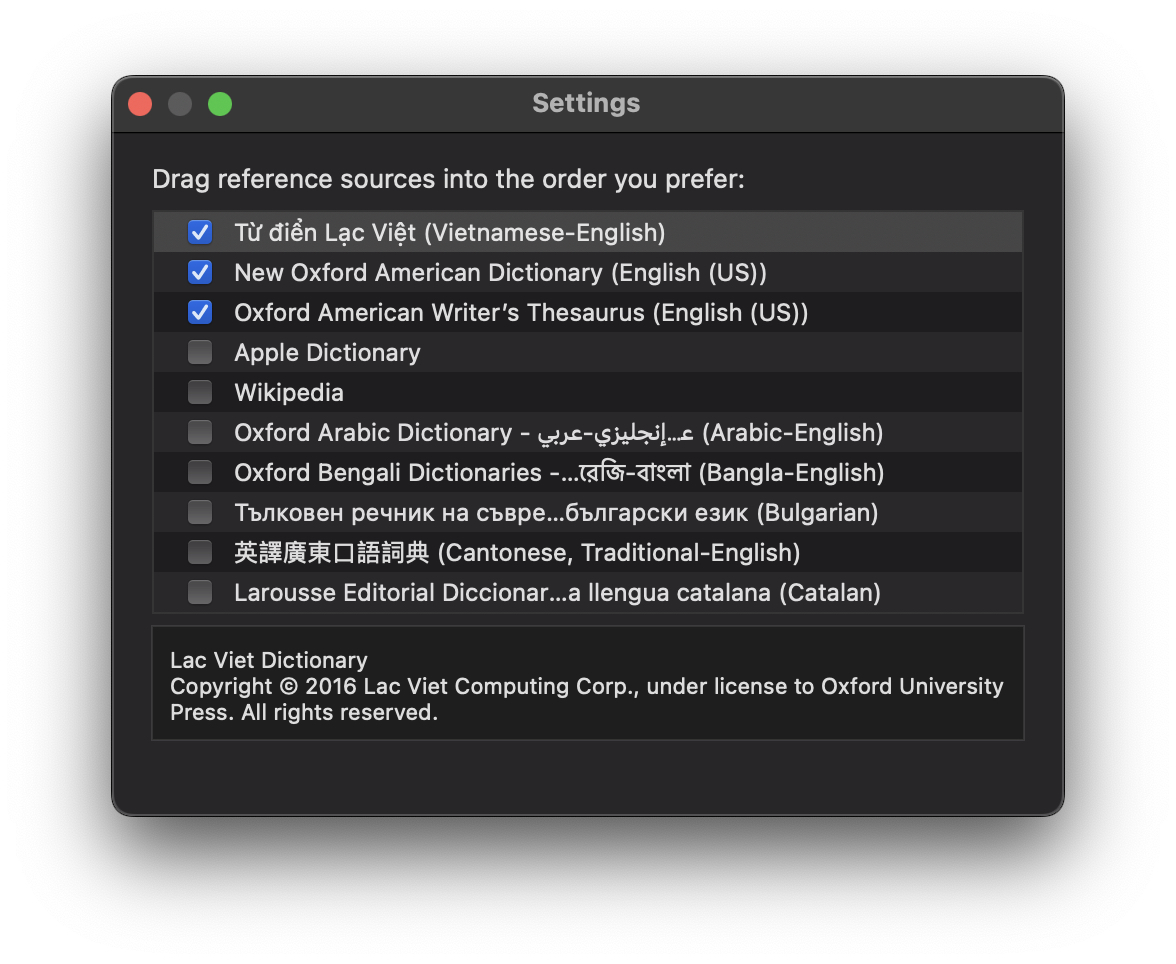 Settings
Drag reference sources into the order you prefer:
Từ điển Lạc Việt (Vietnamese-English)
New Oxford American Dictionary (English (US))
Oxford American Writer’s Thesaurus (English (US))
Apple Dictionary
Wikipedia
Oxford Arabic Dictionary - عـ…إنجليزي-عربي (Arabic-English)
Oxford Bengali Dictionaries -…রেজি-বাংলা (Bangla-English)
Тълковен речник на съвре…български език (Bulgarian)
英譯廣東口語詞典 (Cantonese, Traditional-English)
Larousse Editorial Diccionar…a llengua catalana (Catalan)
Lac Viet Dictionary
Copyright © 2016 Lac Viet Computing Corp., under license to Oxford University
Press. All rights reserved.